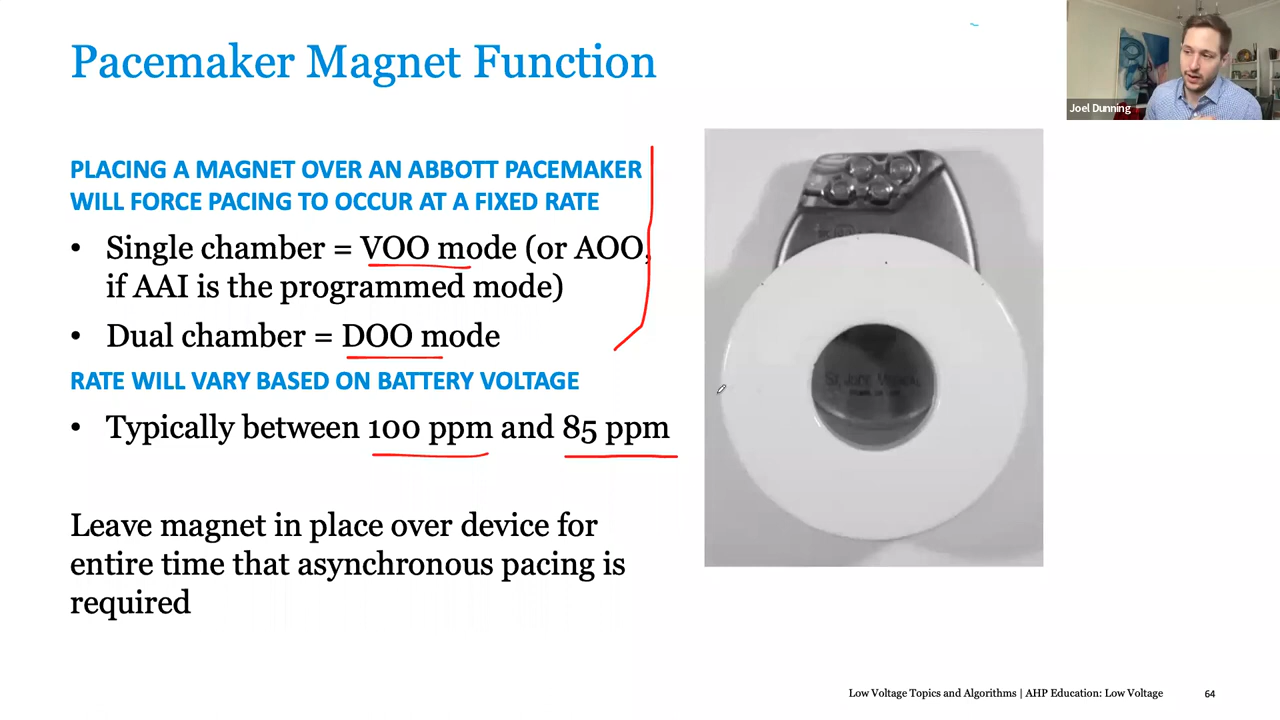 Pacemaker Magnet Function
Joel Dunning
PLACING A MAGNET OVER AN ABBOTT PACEMAKER
WILL FORCE PACING TO OCCUR AT A FIXED RATE
• Single chamber = VOO mode (or AOO,
if AAI is the programmed mode)
• Dual chamber = DOO mode
RATE WILL VARY BASED ON BATTERY VOLTAGE
• Typically between 100 ppm and 85 ppm
Leave magnet in place over device for
entire time that asynchronous pacing is
required
St. Jude Medical
Low Voltage Topics and Algorithms | AHP Education: Low Voltage
64